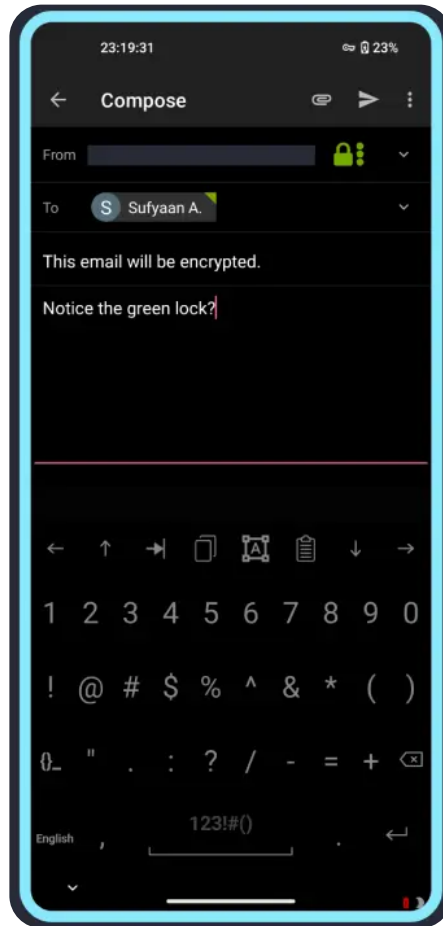 23:19:31 23%
Compose
From
To S Sufyaan A.
This email will be encrypted.
Notice the green lock?
A
1 2 3 4 5 6 7 8 9 0
! @ # $ % ^ & * ( )
{}_ " . : ? / - = +
123!#()
English , .